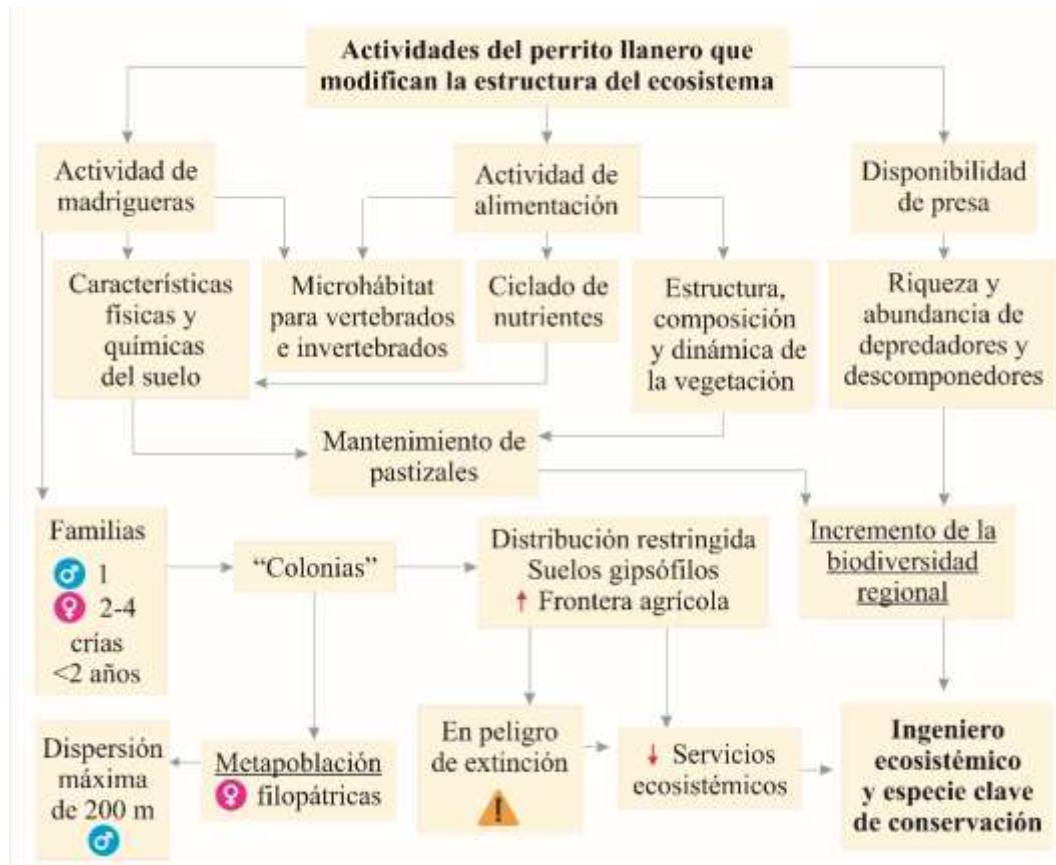 Actividades del perrito llanero que
modifican la estructura del ecosistema
Actividad de
madrigueras
Actividad de
alimentación
Disponibilidad
de presa
Características
físicas y
químicas
del suelo
Microhábitat
para vertebrados
e invertebrados
Ciclado de
nutrientes
Estructura,
composición
y dinámica de
la vegetación
Riqueza y
abundancia de
depredadores y
descomponedores
Mantenimiento de
pastizales
Familias
♂ 1
♀ 2-4
crías
<2 años
“Colonias”
Distribución restringida
Suelos gipsófilos
↑ Frontera agrícola
Incremento de la
biodiversidad
regional
Dispersión
máxima
de 200 m
♂
Metapoblación
♀ filopátricas
En peligro
de extinción
!
↓ Servicios
ecosistémicos
Ingeniero
ecosistémico
y especie clave
de conservación